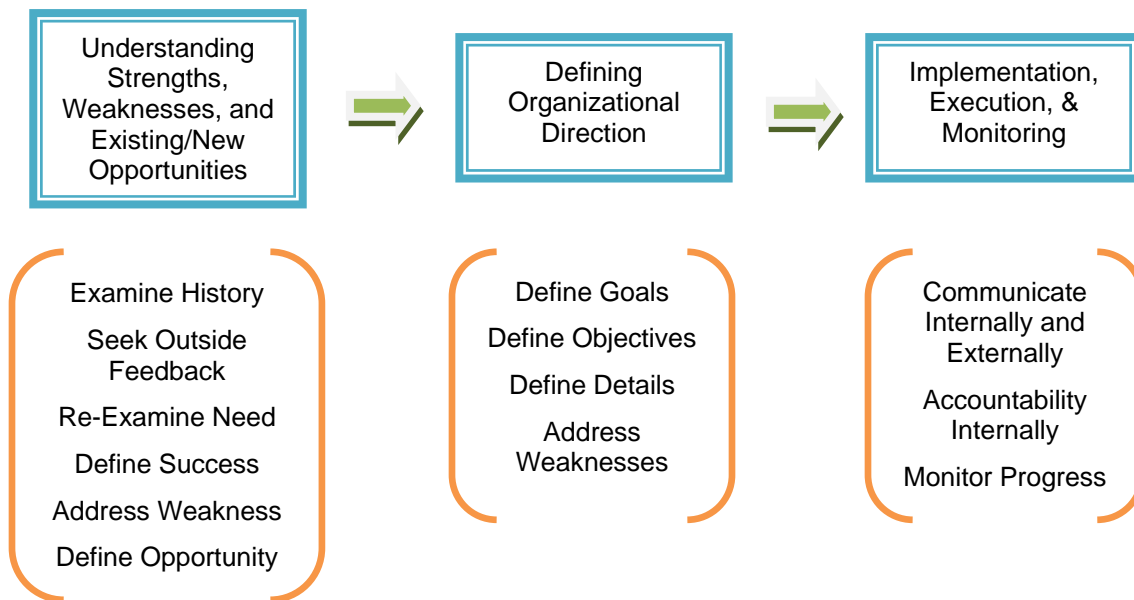 Understanding
Strengths,
Weaknesses, and
Existing/New
Opportunities
Defining
Organizational
Direction
Implementation,
Execution, &
Monitoring
Examine History
Seek Outside
Feedback
Re-Examine Need
Define Success
Address Weakness
Define Opportunity
Define Goals
Define Objectives
Define Details
Address
Weaknesses
Communicate
Internally and
Externally
Accountability
Internally
Monitor Progress